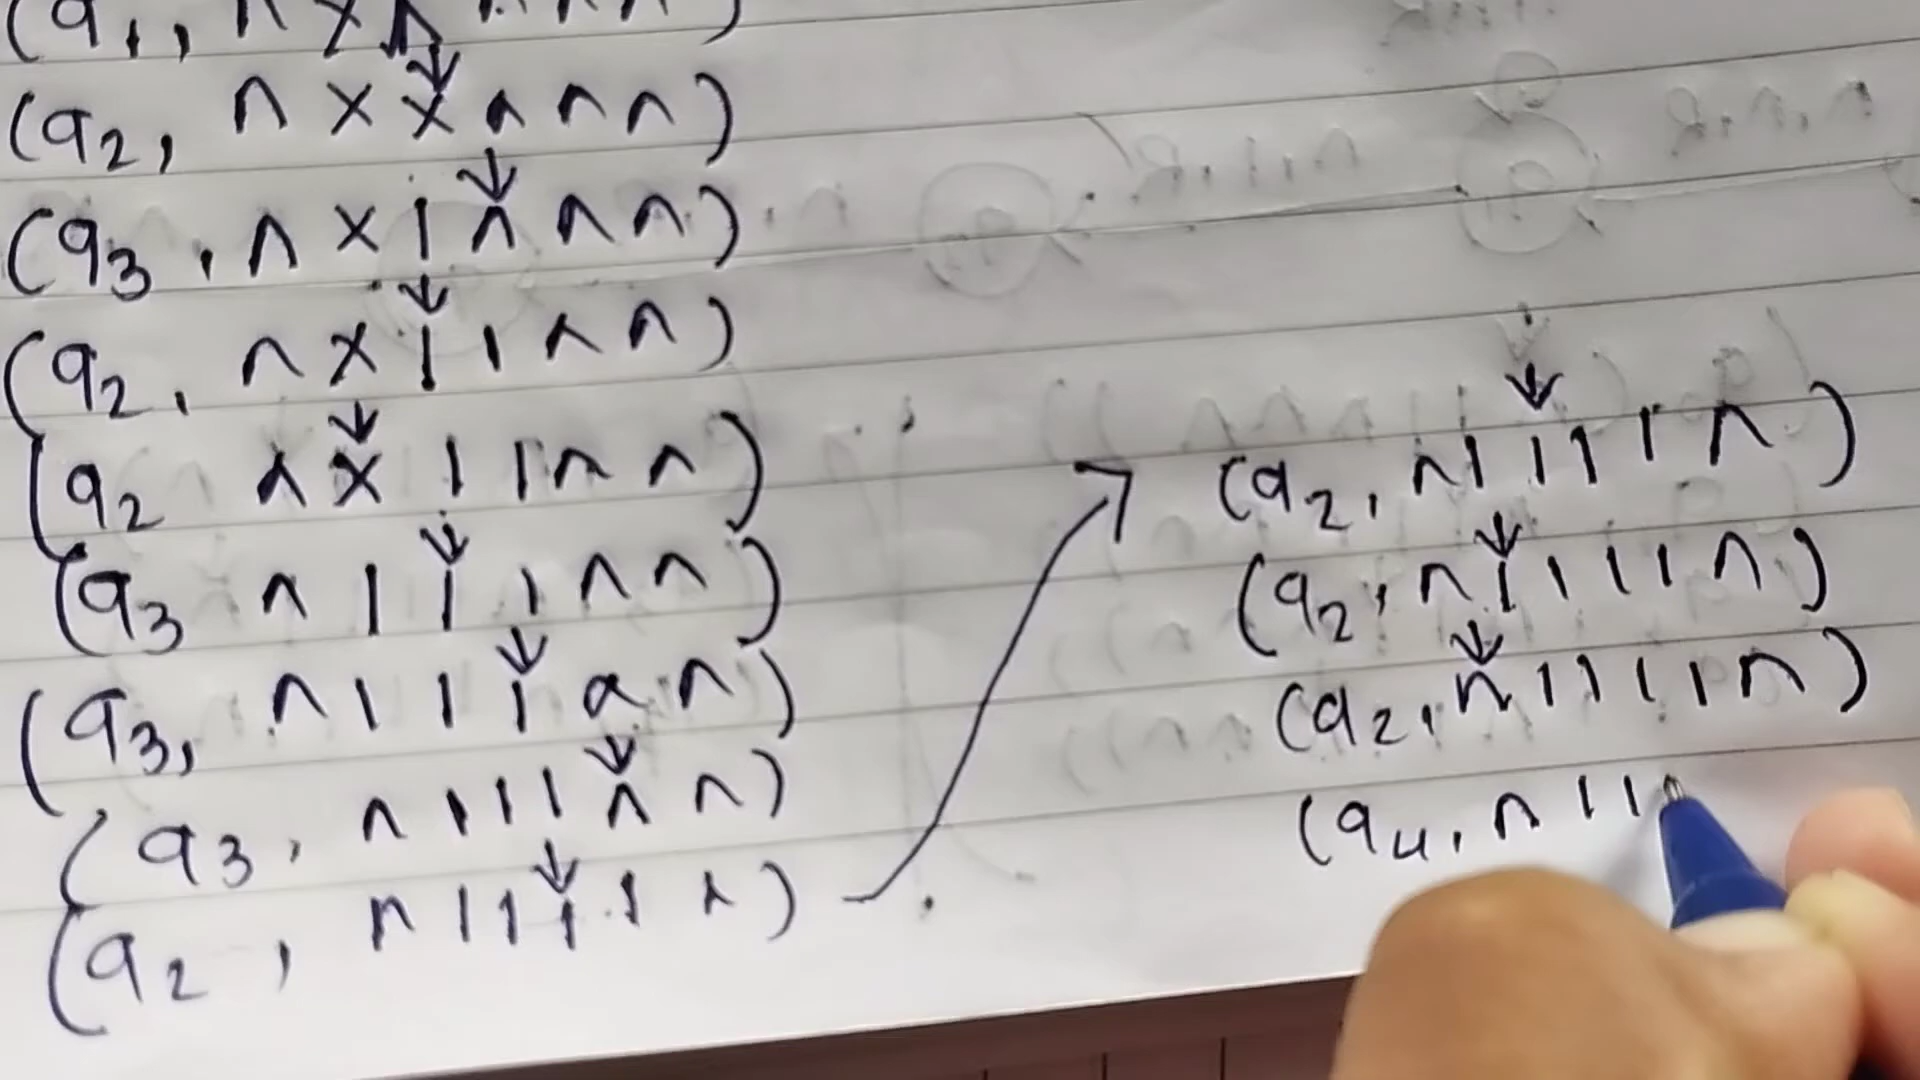 (q₁, n x n n n n)
(q₂, n x x n n n)
(q₃, n x 1 n n n)
(q₂, n x 1 1 n n)
(q₂ n x 1 1 n n)
(q₃ n 1 1 1 n n)
(q₃, n 1 1 1 n n)
(q₃, n 1 1 1 n n)
(q₂, n 1 1 1 1 n)
(q₂, n 1 1 1 1 n)
(q₂, n 1 1 1 1 n)
(q₂, n 1 1 1 1 n)
(q₄, n 1 1